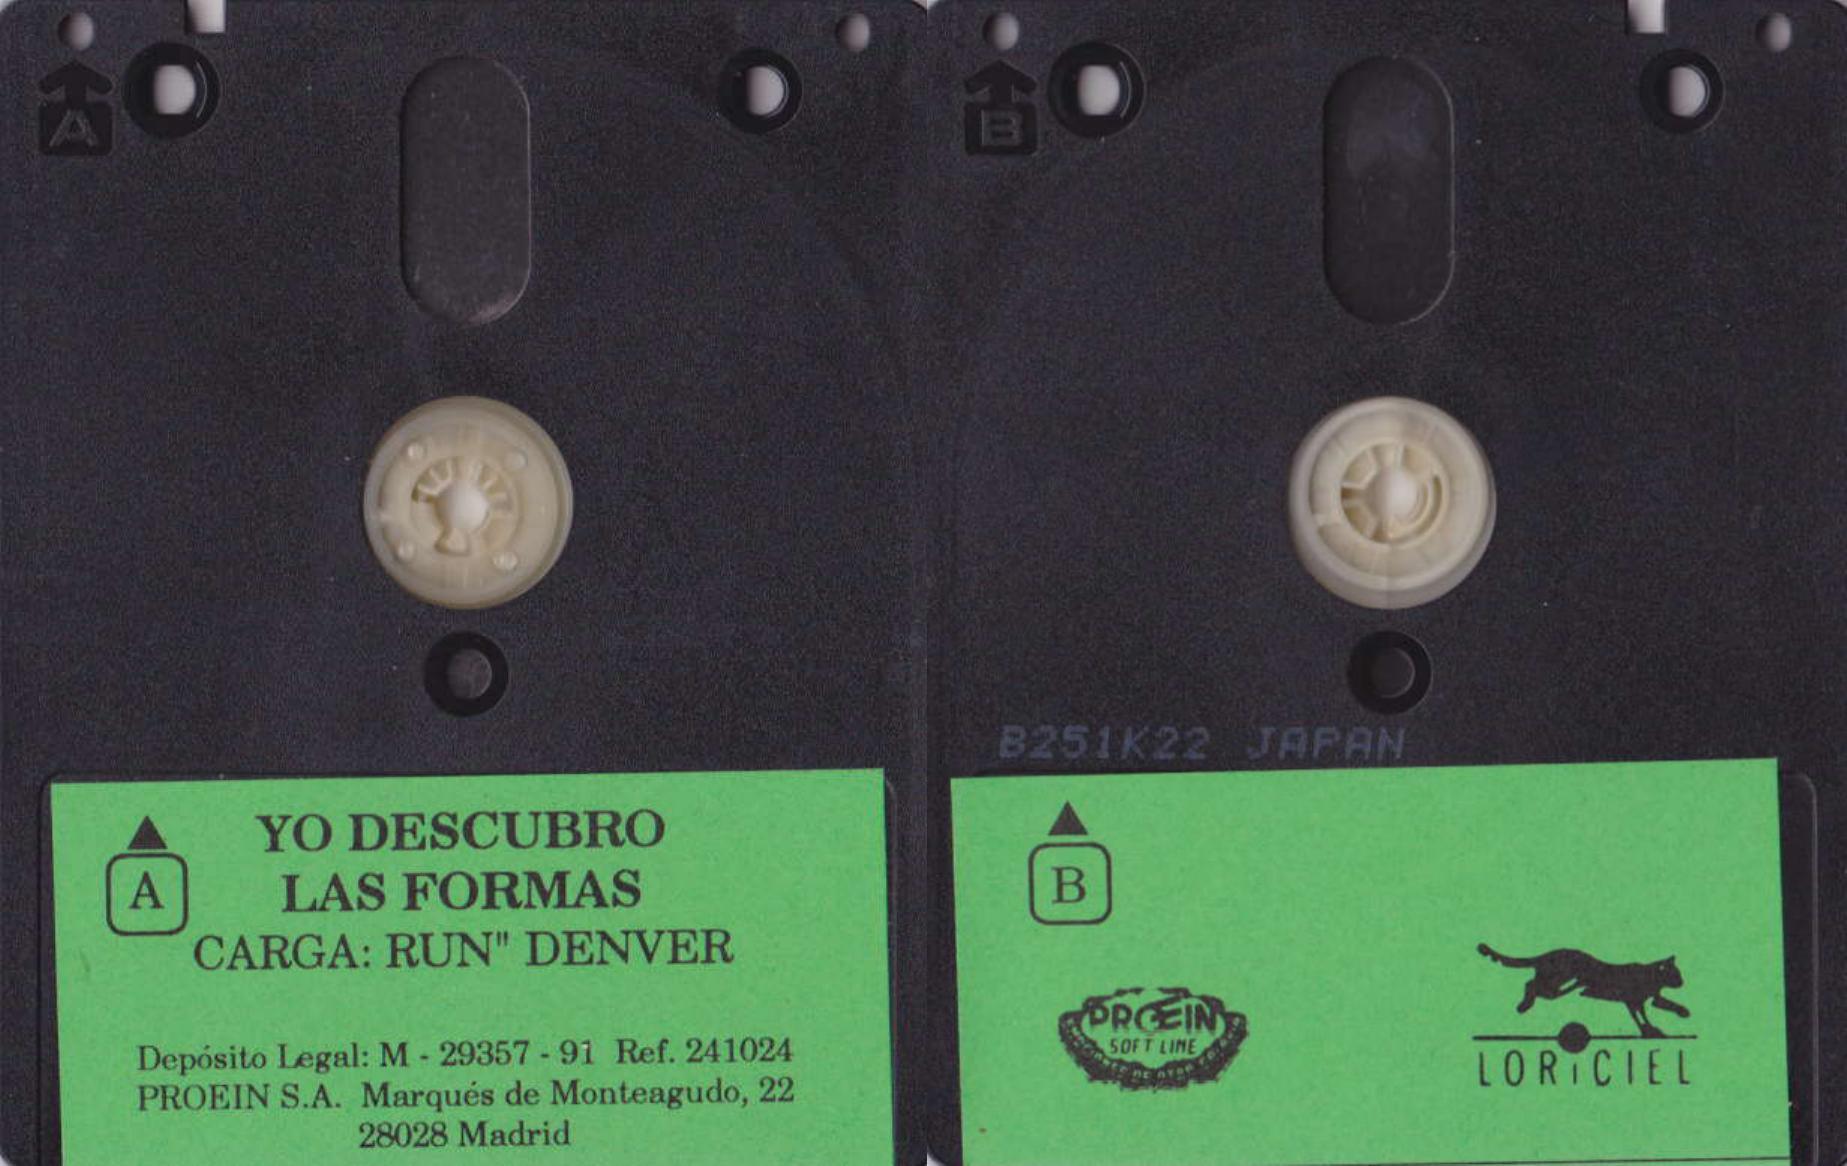 A
YO DESCUBRO
LAS FORMAS
A
CARGA: RUN" DENVER
Depósito Legal: M - 29357 - 91 Ref. 241024
PROEIN S.A. Marqués de Monteagudo, 22
28028 Madrid
B
B251K22 JAPAN
B
PROEIN
SOFT LINE
LORiCIEL